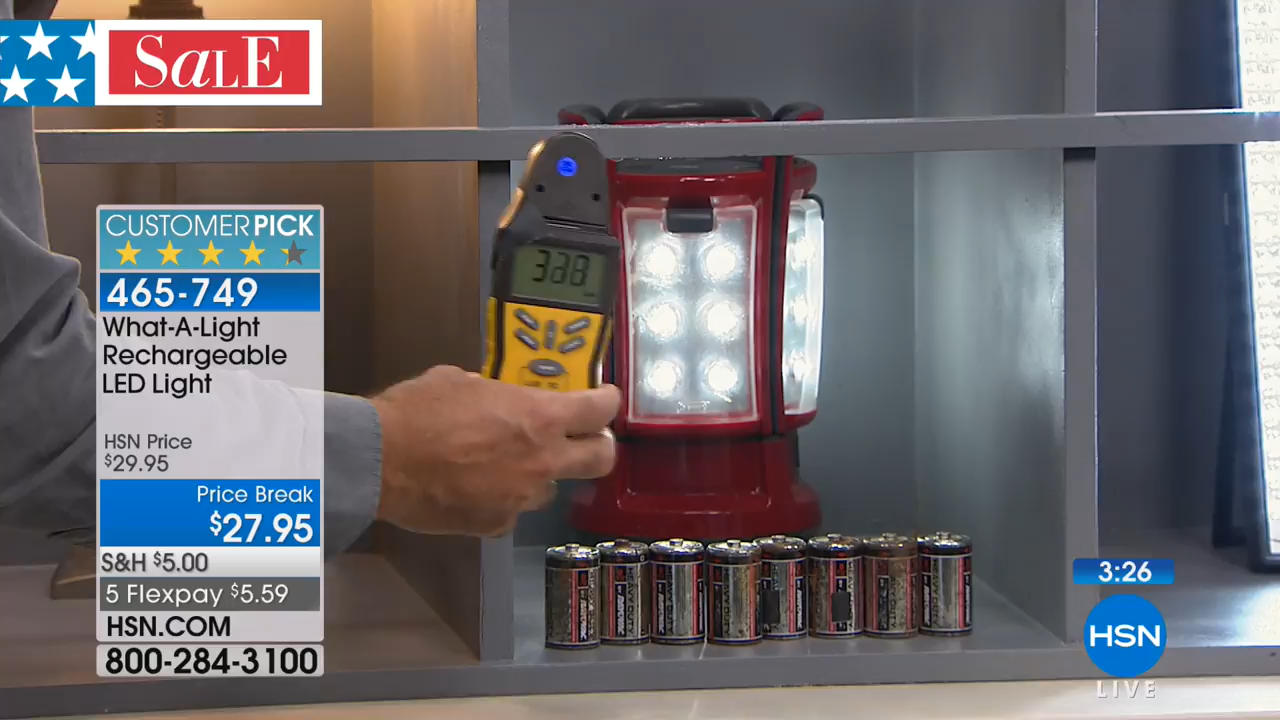 SaLE
CUSTOMER PICK
465-749
What-A-Light
Rechargeable
LED Light
HSN Price
$29.95
Price Break
$27.95
S&H $5.00
5 Flexpay $5.59
HSN.COM
800-284-3100
3:26
HSN
LIVE